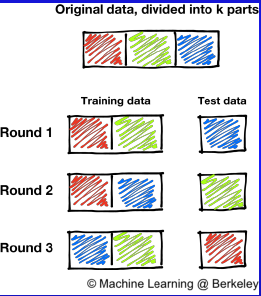 Original data, divided into k parts
Training data
Test data
Round 1
Round 2
Round 3
© Machine Learning @ Berkeley